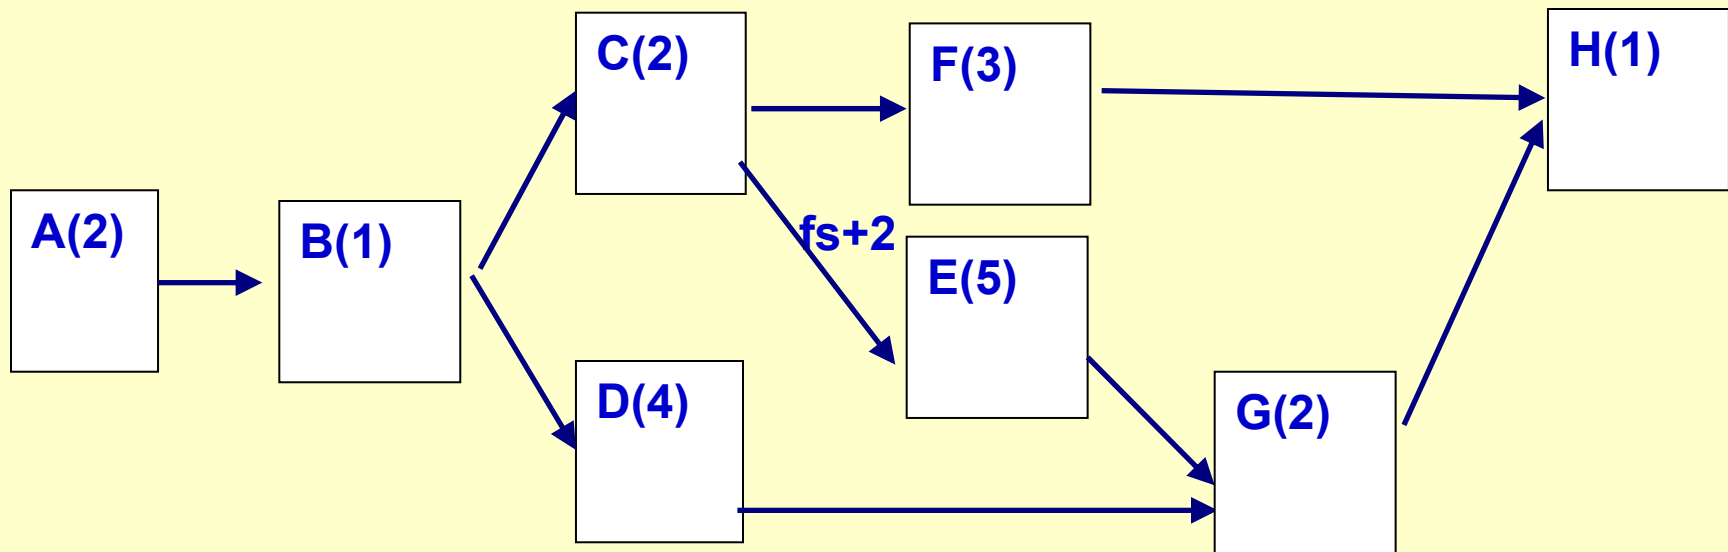 C(2)
F(3)
H(1)
A(2)
B(1)
fs+2
E(5)
D(4)
G(2)